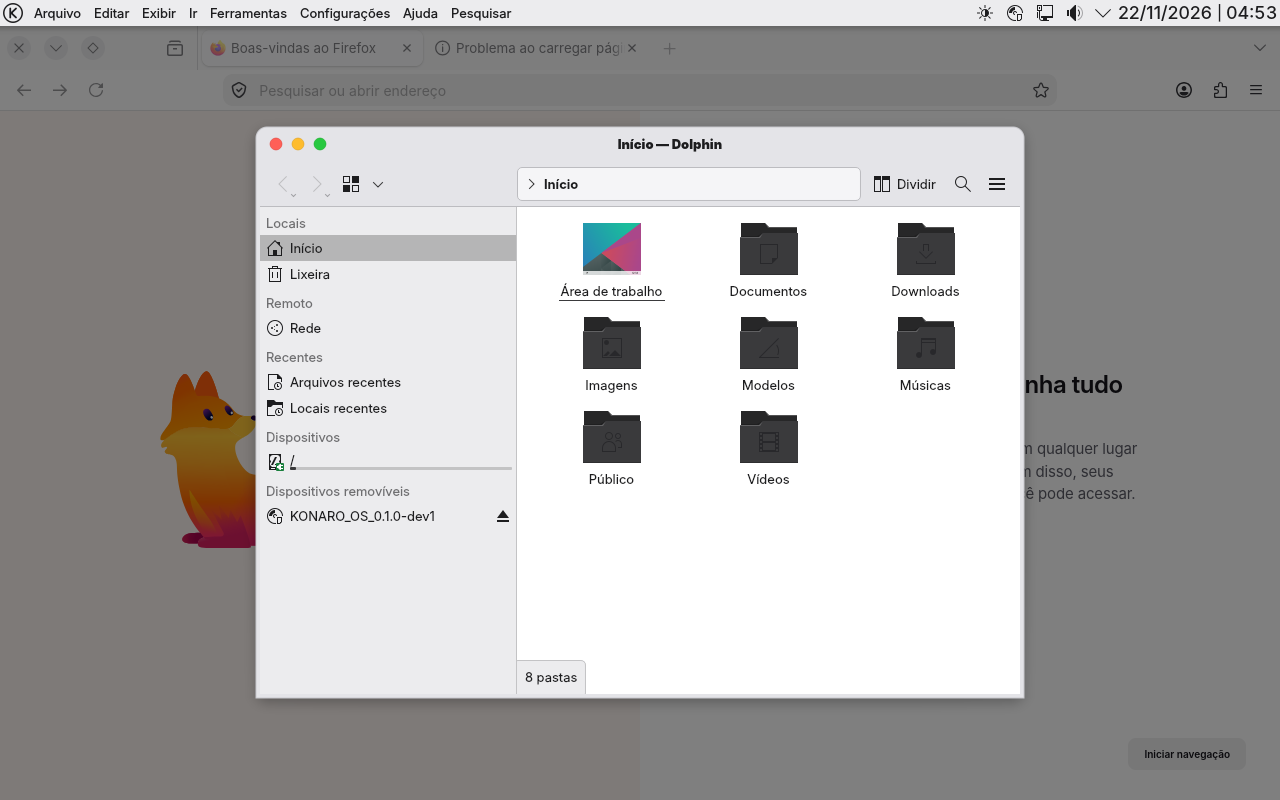 Arquivo Editar Exibir Ir Ferramentas Configurações Ajuda Pesquisar 22/11/2026 | 04:53
Boas-vindas ao Firefox Problema ao carregar pág
Pesquisar ou abrir endereço
Início — Dolphin
Início Dividir
Locais
Início
Lixeira
Remoto
Rede
Recentes
Arquivos recentes
Locais recentes
Dispositivos
/
Dispositivos removíveis
KONARO_OS_0.1.0-dev1
Área de trabalho Documentos Downloads
Imagens Modelos Músicas
Público Vídeos
8 pastas
nha tudo
m qualquer lugar
m disso, seus
ê pode acessar.
Iniciar navegação